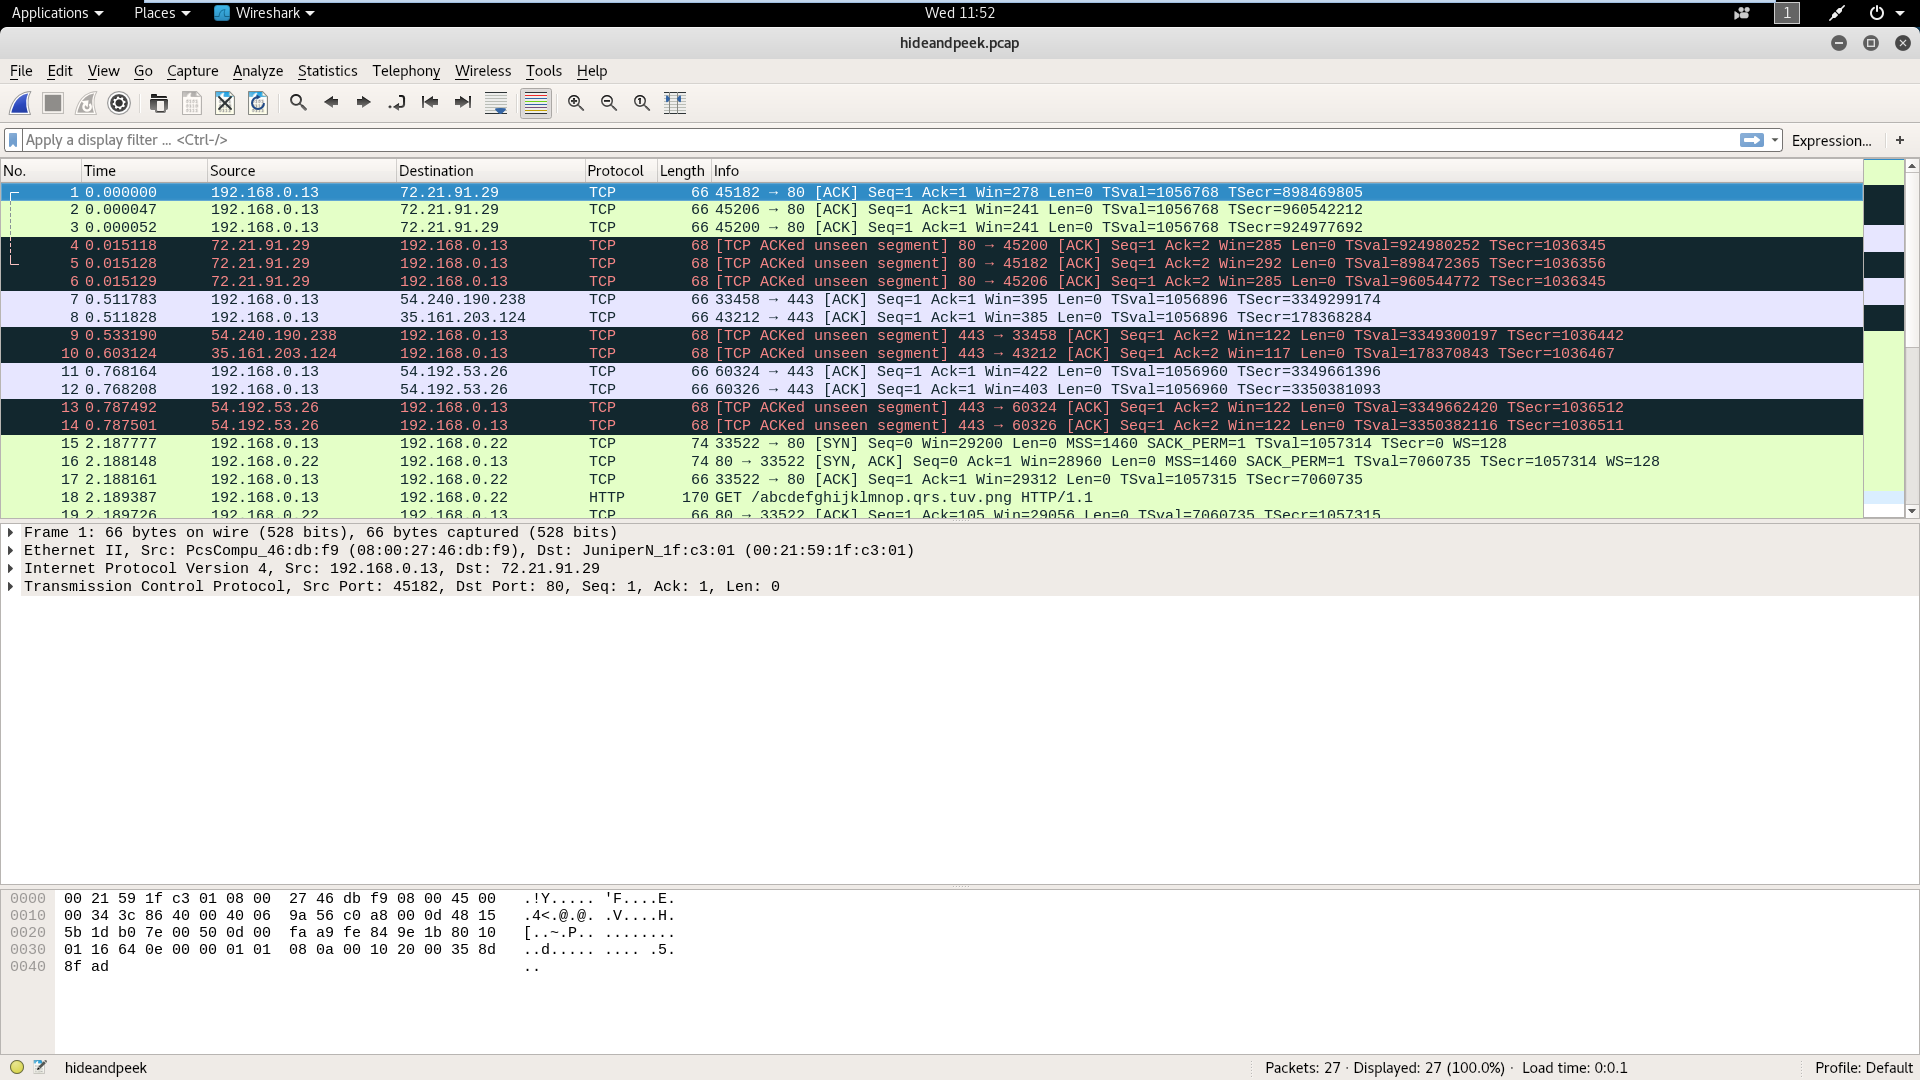 Applications Places Wireshark Wed 11:52 1
hideandpeek.pcap
File Edit View Go Capture Analyze Statistics Telephony Wireless Tools Help
Apply a display filter ... <Ctrl-/> Expression... +
No. Time Source Destination Protocol Length Info
1 0.000000 192.168.0.13 72.21.91.29 TCP 66 45182 → 80 [ACK] Seq=1 Ack=1 Win=278 Len=0 TSval=1056768 TSecr=898469805
2 0.000047 192.168.0.13 72.21.91.29 TCP 66 45206 → 80 [ACK] Seq=1 Ack=1 Win=241 Len=0 TSval=1056768 TSecr=960542212
3 0.000052 192.168.0.13 72.21.91.29 TCP 66 45200 → 80 [ACK] Seq=1 Ack=1 Win=241 Len=0 TSval=1056768 TSecr=924977692
4 0.015118 72.21.91.29 192.168.0.13 TCP 68 [TCP ACKed unseen segment] 80 → 45200 [ACK] Seq=1 Ack=2 Win=285 Len=0 TSval=924980252 TSecr=1036345
5 0.015128 72.21.91.29 192.168.0.13 TCP 68 [TCP ACKed unseen segment] 80 → 45182 [ACK] Seq=1 Ack=2 Win=292 Len=0 TSval=898472365 TSecr=1036356
6 0.015129 72.21.91.29 192.168.0.13 TCP 68 [TCP ACKed unseen segment] 80 → 45206 [ACK] Seq=1 Ack=2 Win=285 Len=0 TSval=960544772 TSecr=1036345
7 0.511783 192.168.0.13 54.240.190.238 TCP 66 33458 → 443 [ACK] Seq=1 Ack=1 Win=395 Len=0 TSval=1056896 TSecr=3349299174
8 0.511828 192.168.0.13 35.161.203.124 TCP 66 43212 → 443 [ACK] Seq=1 Ack=1 Win=385 Len=0 TSval=1056896 TSecr=178368284
9 0.533190 54.240.190.238 192.168.0.13 TCP 68 [TCP ACKed unseen segment] 443 → 33458 [ACK] Seq=1 Ack=2 Win=122 Len=0 TSval=3349300197 TSecr=1036442
10 0.603124 35.161.203.124 192.168.0.13 TCP 68 [TCP ACKed unseen segment] 443 → 43212 [ACK] Seq=1 Ack=2 Win=117 Len=0 TSval=178370843 TSecr=1036467
11 0.768164 192.168.0.13 54.192.53.26 TCP 66 60324 → 443 [ACK] Seq=1 Ack=1 Win=422 Len=0 TSval=1056960 TSecr=3349661396
12 0.768208 192.168.0.13 54.192.53.26 TCP 66 60326 → 443 [ACK] Seq=1 Ack=1 Win=403 Len=0 TSval=1056960 TSecr=3350381093
13 0.787492 54.192.53.26 192.168.0.13 TCP 68 [TCP ACKed unseen segment] 443 → 60324 [ACK] Seq=1 Ack=2 Win=122 Len=0 TSval=3349662420 TSecr=1036512
14 0.787501 54.192.53.26 192.168.0.13 TCP 68 [TCP ACKed unseen segment] 443 → 60326 [ACK] Seq=1 Ack=2 Win=122 Len=0 TSval=3350382116 TSecr=1036511
15 2.187777 192.168.0.13 192.168.0.22 TCP 74 33522 → 80 [SYN] Seq=0 Win=29200 Len=0 MSS=1460 SACK_PERM=1 TSval=1057314 TSecr=0 WS=128
16 2.188148 192.168.0.22 192.168.0.13 TCP 74 80 → 33522 [SYN, ACK] Seq=0 Ack=1 Win=28960 Len=0 MSS=1460 SACK_PERM=1 TSval=7060735 TSecr=1057314 WS=128
17 2.188161 192.168.0.13 192.168.0.22 TCP 66 33522 → 80 [ACK] Seq=1 Ack=1 Win=29312 Len=0 TSval=1057315 TSecr=7060735
18 2.189387 192.168.0.13 192.168.0.22 HTTP 170 GET /abcdefghijklmnop.qrs.tuv.png HTTP/1.1
19 2.189726 192.168.0.22 192.168.0.13 TCP 66 80 → 33522 [ACK] Seq=1 Ack=105 Win=29056 Len=0 TSval=7060735 TSecr=1057315
Frame 1: 66 bytes on wire (528 bits), 66 bytes captured (528 bits)
Ethernet II, Src: PcsCompu_46:db:f9 (08:00:27:46:db:f9), Dst: JuniperN_1f:c3:01 (00:21:59:1f:c3:01)
Internet Protocol Version 4, Src: 192.168.0.13, Dst: 72.21.91.29
Transmission Control Protocol, Src Port: 45182, Dst Port: 80, Seq: 1, Ack: 1, Len: 0
0000 00 21 59 1f c3 01 08 00 27 46 db f9 08 00 45 00 .!Y..... 'F....E.
0010 00 34 3c 86 40 00 40 06 9a 56 c0 a8 00 0d 48 15 .4<.@.@. .V....H.
0020 5b 1d b0 7e 00 50 0d 00 fa a9 fe 84 9e 1b 80 10 [..~.P.. ........
0030 01 16 64 0e 00 00 01 01 08 0a 00 10 20 00 35 8d ..d..... .... .5.
0040 8f ad ..
hideandpeek Packets: 27 · Displayed: 27 (100.0%) · Load time: 0:0.1 Profile: Default